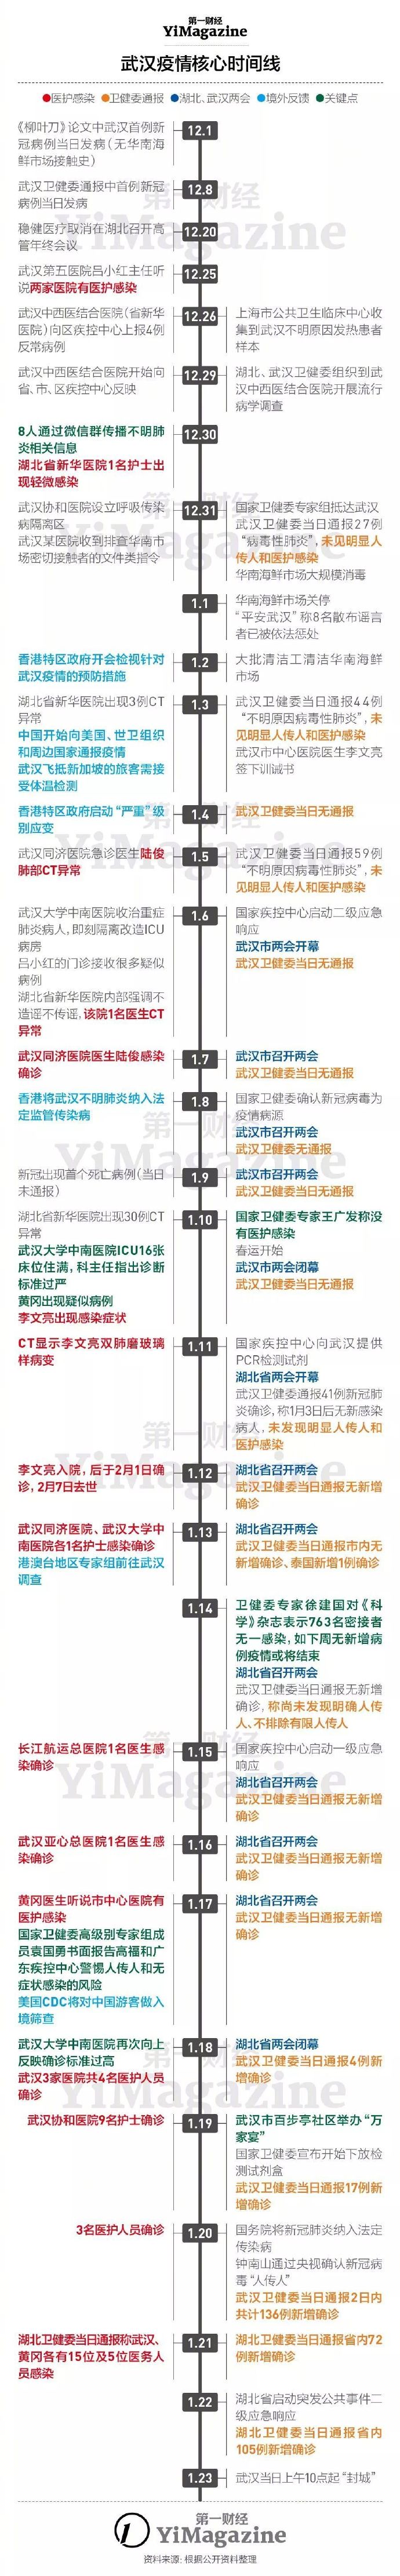 第一财经
YiMagazine
武汉疫情核心时间线
●医护感染 ●卫健委通报 ●湖北、武汉两会 ●境外反馈 ●关键点
《柳叶刀》论文中武汉首例新
冠病例当日发病（无华南海
鲜市场接触史）
12.1
武汉卫健委通报中首例新冠
病例当日发病
12.8
稳健医疗取消在湖北召开高
管年终会议
12.20
武汉第五医院吕小红主任听
说两家医院有医护感染
12.25
武汉中西医结合医院（省新华
医院）向区疾控中心上报4例
反常病例
12.26
上海市公共卫生临床中心收
集到武汉不明原因发热患者
样本
武汉中西医结合医院开始向
省、市、区疾控中心反映
12.29
湖北、武汉卫健委组织到武
汉中西医结合医院开展流行
病学调查
12.30
8人通过微信群传播不明肺
炎相关信息
湖北省新华医院1名护士出
现轻微感染
武汉协和医院设立呼吸传染
病隔离区
武汉某医院收到排查华南市
场密切接触者的文件类指令
12.31
国家卫健委专家组抵达武汉
武汉卫健委当日通报27例
“病毒性肺炎”，未见明显人
传人和医护感染
华南海鲜市场大规模消毒
1.1
华南海鲜市场关停
“平安武汉”称8名散布谣言
者已被依法惩处
香港特区政府开会检视针对
武汉疫情的预防措施
1.2
大批清洁工清洁华南海鲜
市场
湖北省新华医院出现3例CT
异常
中国开始向美国、世卫组织
和周边国家通报疫情
武汉飞抵新加坡的旅客需接
受体温检测
1.3
武汉卫健委当日通报44例
“不明原因病毒性肺炎”，未
见明显人传人和医护感染
武汉市中心医院医生李文亮
签下训诫书
香港特区政府启动“严重”级
别应变
1.4
武汉卫健委当日无通报
武汉同济医院急诊医生陆俊
肺部CT异常
1.5
武汉卫健委当日通报59例
“不明原因病毒性肺炎”，未
见明显人传人和医护感染
武汉大学中南医院收治重症
肺炎病人，即刻隔离改造ICU
病房
吕小红的门诊接收很多疑似
病例
湖北省新华医院内部强调不
造谣不传谣，该院1名医生CT
异常
1.6
国家疾控中心启动二级应急
响应
武汉市两会开幕
武汉卫健委当日无通报
武汉同济医院医生陆俊感染
确诊
1.7
武汉市召开两会
武汉卫健委当日无通报
香港将武汉不明肺炎纳入法
定监管传染病
1.8
国家卫健委确认新冠病毒为
疫情病源
武汉市召开两会
武汉卫健委无通报
新冠出现首个死亡病例（当日
未通报）
1.9
武汉市召开两会
武汉卫健委当日无通报
湖北省新华医院出现30例CT
异常
武汉大学中南医院ICU16张
床位住满，科主任指出诊断
标准过严
黄冈出现疑似病例
李文亮出现感染症状
1.10
国家卫健委专家王广发称没
有医护感染
春运开始
武汉市两会闭幕
武汉卫健委当日无通报
CT显示李文亮双肺磨玻璃
样病变
1.11
国家疾控中心向武汉提供
PCR检测试剂
湖北省两会开幕
武汉卫健委通报41例新冠肺
炎确诊，称1月3日后无新感染
病人，未发现明显人传人和
医护感染
李文亮入院，后于2月1日确
诊，2月7日去世
1.12
湖北省召开两会
武汉卫健委当日通报无新增
确诊
武汉同济医院、武汉大学中
南医院各1名护士感染确诊
港澳台地区专家组前往武汉
调查
1.13
湖北省召开两会
武汉卫健委当日通报市内无
新增确诊、泰国新增1例确诊
1.14
卫健委专家徐建国对《科
学》杂志表示763名密接者
无一感染，如下周无新增病
例疫情或将结束
湖北省召开两会
武汉卫健委当日通报无新增
确诊，称尚未发现明确人传
人、不排除有限人传人
长江航运总医院1名医生感
染确诊
1.15
国家疾控中心启动一级应急
响应
湖北省召开两会
武汉卫健委当日通报无新增
确诊
武汉亚心总医院1名医生感
染确诊
1.16
湖北省召开两会
武汉卫健委当日通报无新增
确诊
黄冈医生听说市中心医院有
医护感染
国家卫健委高级别专家组成
员袁国勇书面报告高福和广
东疾控中心警惕人传人和无
症状感染的风险
美国CDC将对中国游客做入
境筛查
1.17
湖北省召开两会
武汉卫健委当日通报无新增
确诊
武汉大学中南医院再次向上
反映确诊标准过高
武汉3家医院共4名医护人员
确诊
1.18
湖北省两会闭幕
武汉卫健委当日通报4例新
增确诊
武汉协和医院9名护士确诊
1.19
武汉市百步亭社区举办“万
家宴”
国家卫健委宣布开始下放检
测试剂盒
武汉卫健委当日通报17例新
增确诊
3名医护人员确诊
1.20
国务院将新冠肺炎纳入法定
传染病
钟南山通过央视确认新冠病
毒“人传人”
武汉卫健委当日通报2日内
共计136例新增确诊
湖北卫健委当日通报称武汉、
黄冈各有15位及5位医务人
员感染
1.21
湖北卫健委当日通报省内72
例新增确诊
1.22
湖北省启动突发公共事件二
级应急响应
湖北卫健委当日通报省内
105例新增确诊
1.23
武汉当日上午10点起“封城”
第一财经
YiMagazine
资料来源：根据公开资料整理